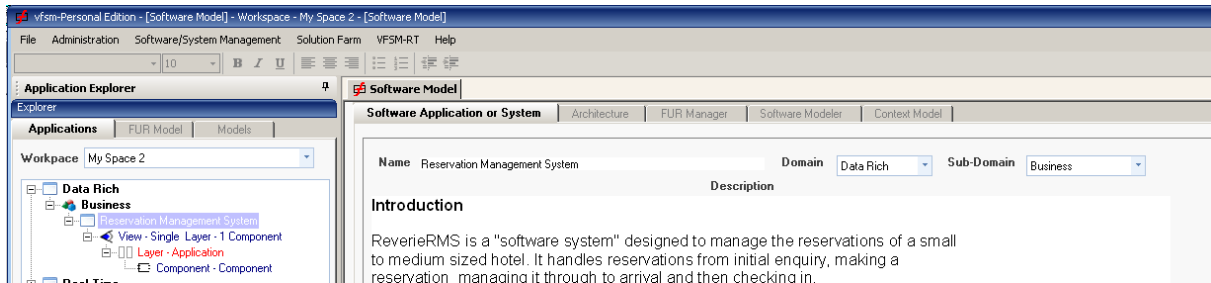 vfsm-Personal Edition - [Software Model] - Workspace - My Space 2 - [Software Model]
File Administration Software/System Management Solution Farm VFSM-RT Help
10 B I U
Application Explorer
Software Model
Explorer
Software Application or System Architecture FUR Manager Software Modeler Context Model
Applications FUR Model Models
Workpace My Space 2
Name Reservation Management System Domain Data Rich Sub-Domain Business
Description
Data Rich
Business
Reservation Management System
View - Single Layer - 1 Component
Layer - Application
Component - Component
Real Time
Introduction
ReverieRMS is a "software system" designed to manage the reservations of a small
to medium sized hotel. It handles reservations from initial enquiry, making a
reservation managing it through to arrival and then checking in.